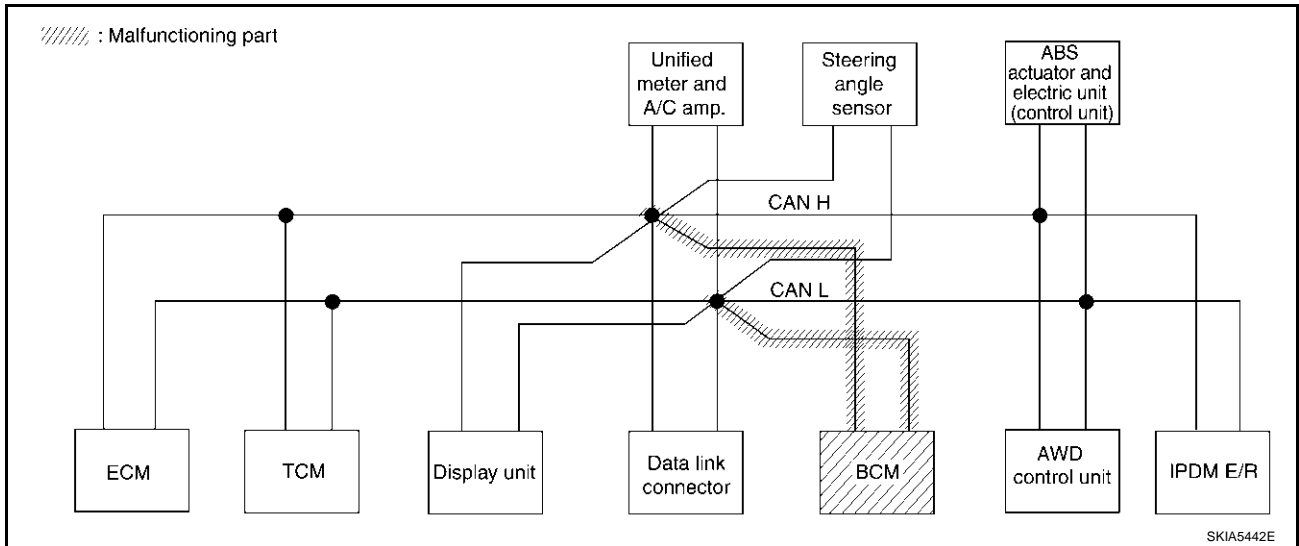 : Malfunctioning part
Unified
meter and
A/C amp.
Steering
angle
sensor
ABS
actuator and
electric unit
(control unit)
CAN H
CAN L
ECM
TCM
Display unit
Data link
connector
BCM
AWD
control unit
IPDM E/R
SKIA5442E